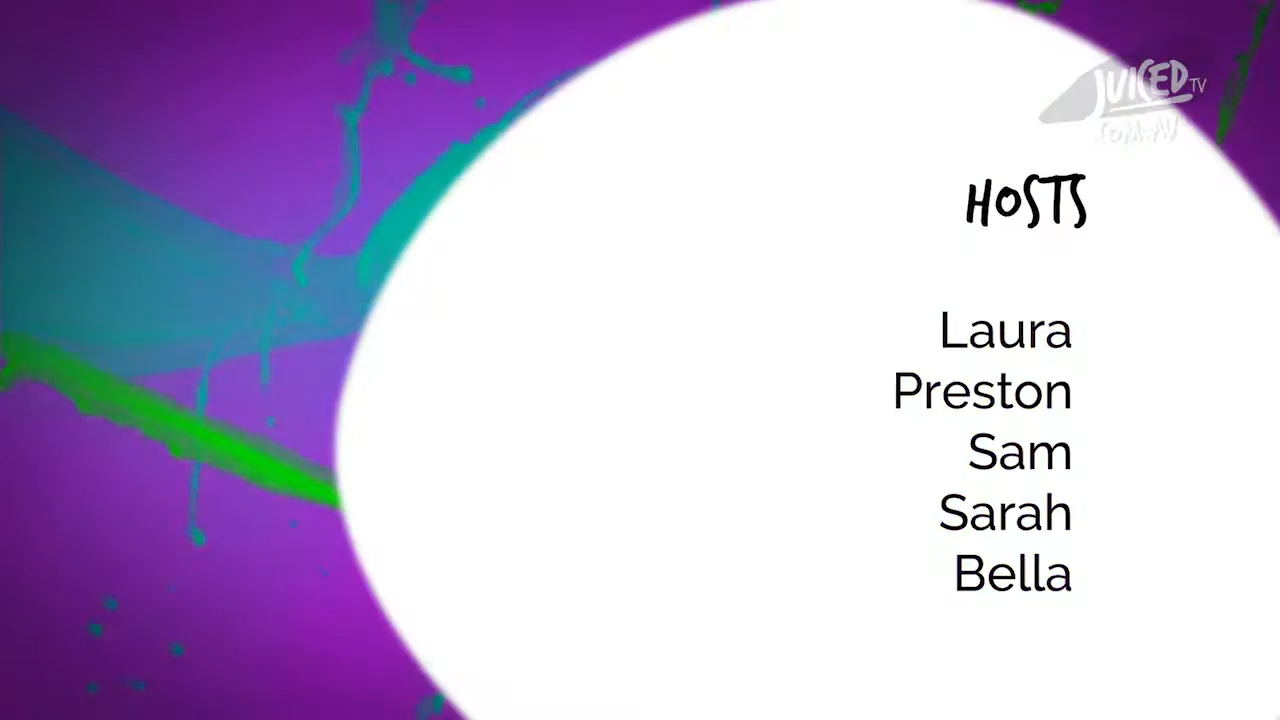 JUICED TV
.COM.AU
HOSTS
Laura
Preston
Sam
Sarah
Bella